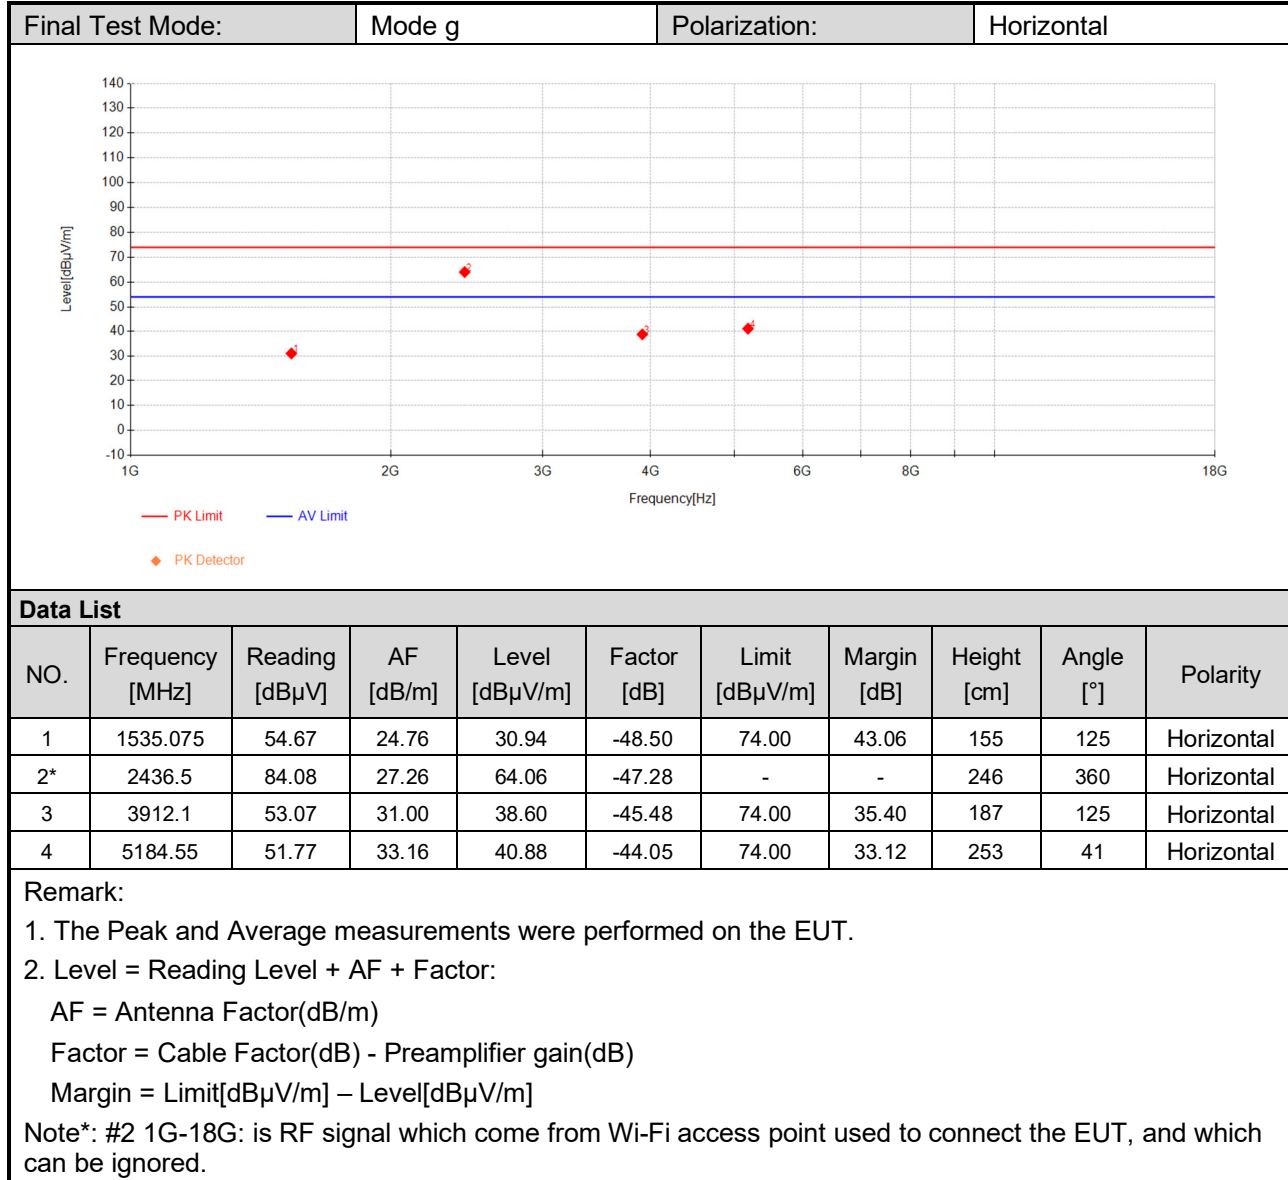 Final Test Mode: Mode g Polarization: Horizontal
140
130
120
110
100
90
80
70
60
50
40
30
20
10
0
-10
Level[dBµV/m]
1 2 3 4
1G 2G 3G 4G 6G 8G 18G
Frequency[Hz]
PK Limit AV Limit
PK Detector
Data List
NO. Frequency [MHz] Reading [dBµV] AF [dB/m] Level [dBµV/m] Factor [dB] Limit [dBµV/m] Margin [dB] Height [cm] Angle [°] Polarity
1 1535.075 54.67 24.76 30.94 -48.50 74.00 43.06 155 125 Horizontal
2* 2436.5 84.08 27.26 64.06 -47.28 - - 246 360 Horizontal
3 3912.1 53.07 31.00 38.60 -45.48 74.00 35.40 187 125 Horizontal
4 5184.55 51.77 33.16 40.88 -44.05 74.00 33.12 253 41 Horizontal
Remark:
1. The Peak and Average measurements were performed on the EUT.
2. Level = Reading Level + AF + Factor:
AF = Antenna Factor(dB/m)
Factor = Cable Factor(dB) - Preamplifier gain(dB)
Margin = Limit[dBµV/m] – Level[dBµV/m]
Note*: #2 1G-18G: is RF signal which come from Wi-Fi access point used to connect the EUT, and which
can be ignored.